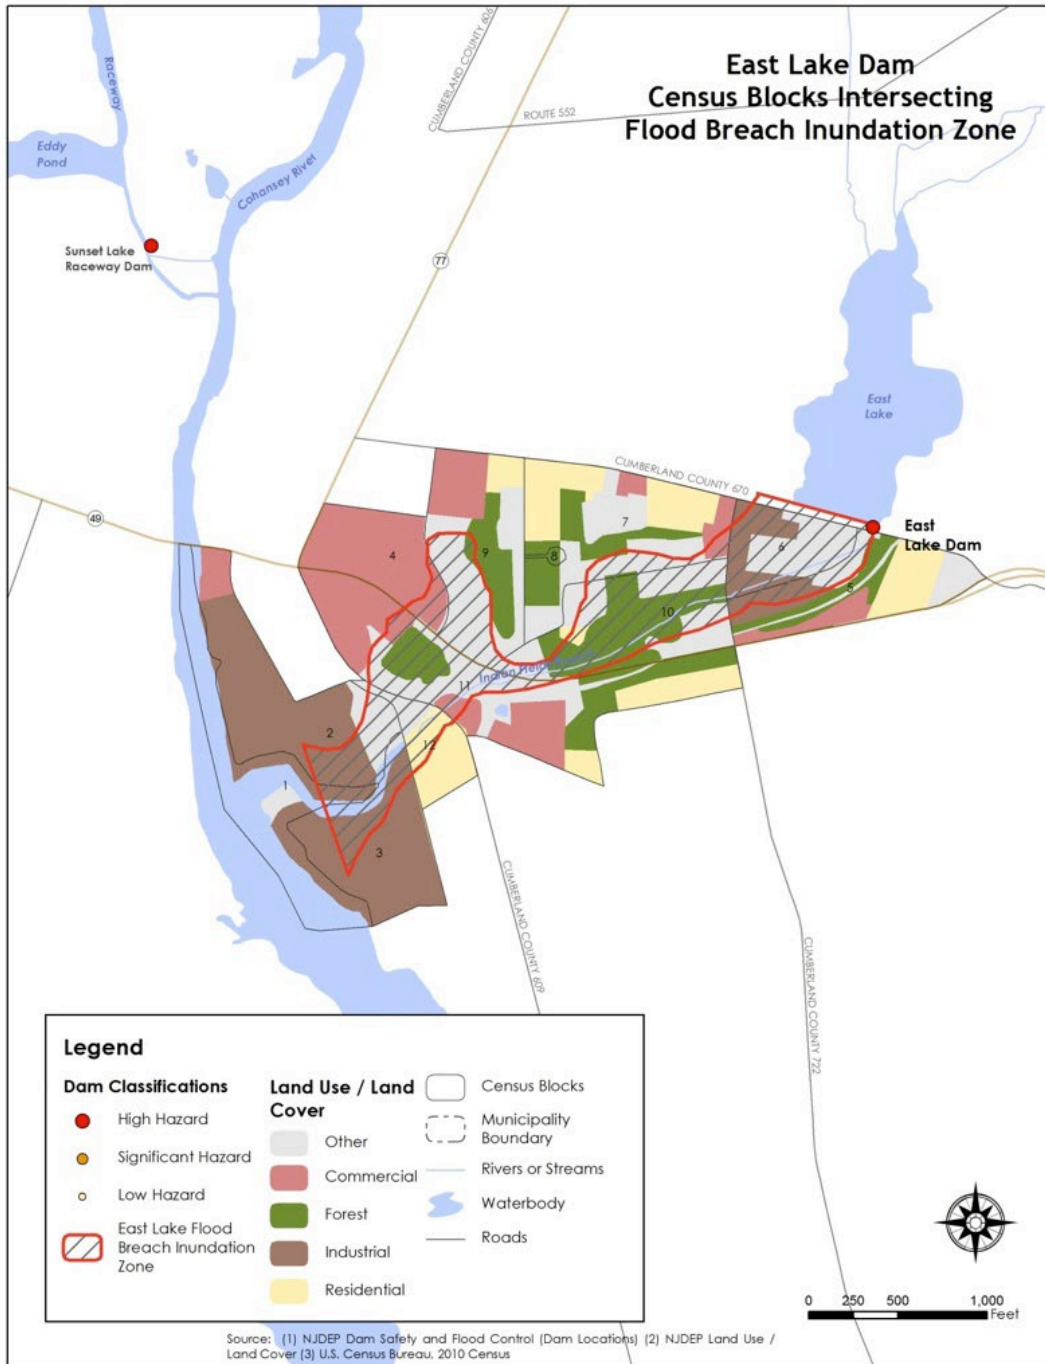 East Lake Dam
Census Blocks Intersecting
Flood Breach Inundation Zone
CUMBERLAND COUNTY 606
ROUTE 552
Raceway
Eddy
Pond
Cohansey River
Sunset Lake
Raceway Dam
77
East
Lake
49
CUMBERLAND COUNTY 670
East
Lake Dam
7
4
9
8
6
5
10
11
2
12
1
3
CUMBERLAND COUNTY 609
CUMBERLAND COUNTY 722
Legend
Dam Classifications
High Hazard
Significant Hazard
Low Hazard
East Lake Flood
Breach Inundation
Zone
Land Use / Land
Cover
Other
Commercial
Forest
Industrial
Residential
Census Blocks
Municipality
Boundary
Rivers or Streams
Waterbody
Roads
0 250 500 1,000
Feet
Source: (1) NJDEP Dam Safety and Flood Control (Dam Locations) (2) NJDEP Land Use /
Land Cover (3) U.S. Census Bureau, 2010 Census